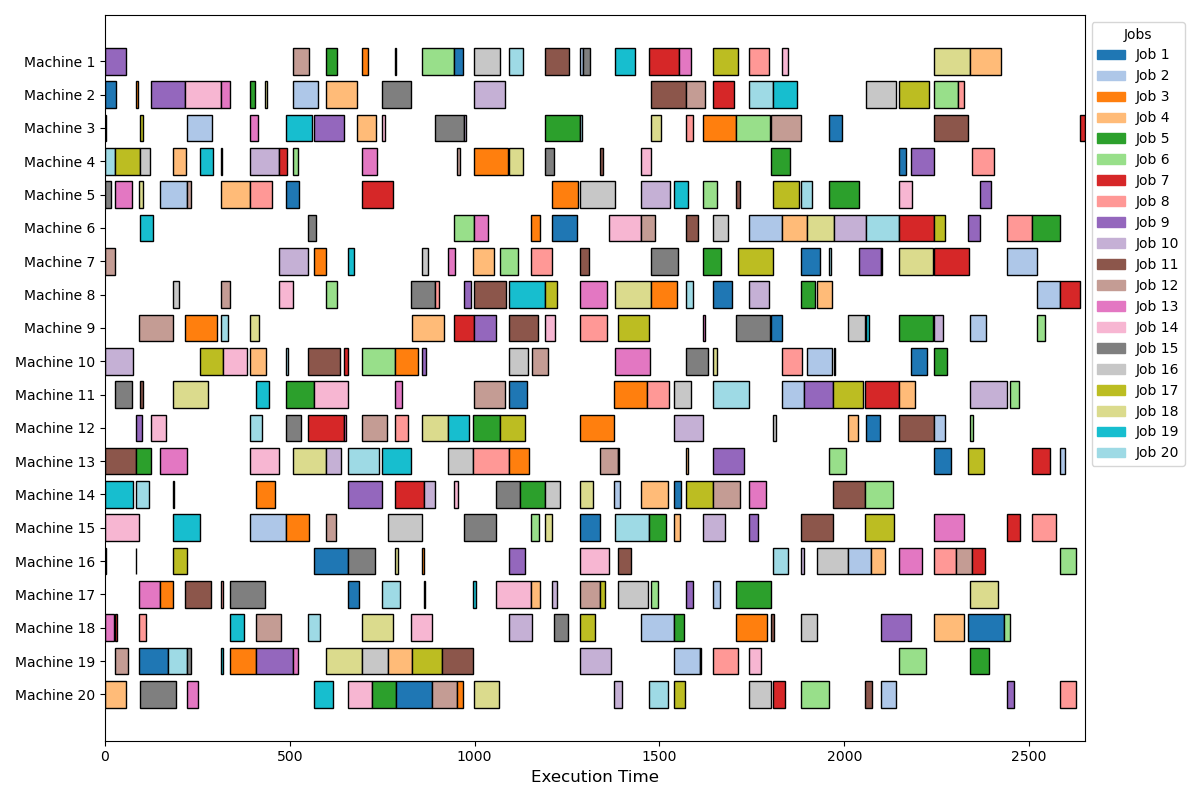 Machine 1
Machine 2
Machine 3
Machine 4
Machine 5
Machine 6
Machine 7
Machine 8
Machine 9
Machine 10
Machine 11
Machine 12
Machine 13
Machine 14
Machine 15
Machine 16
Machine 17
Machine 18
Machine 19
Machine 20
0 500 1000 1500 2000 2500
Execution Time
Jobs
Job 1
Job 2
Job 3
Job 4
Job 5
Job 6
Job 7
Job 8
Job 9
Job 10
Job 11
Job 12
Job 13
Job 14
Job 15
Job 16
Job 17
Job 18
Job 19
Job 20